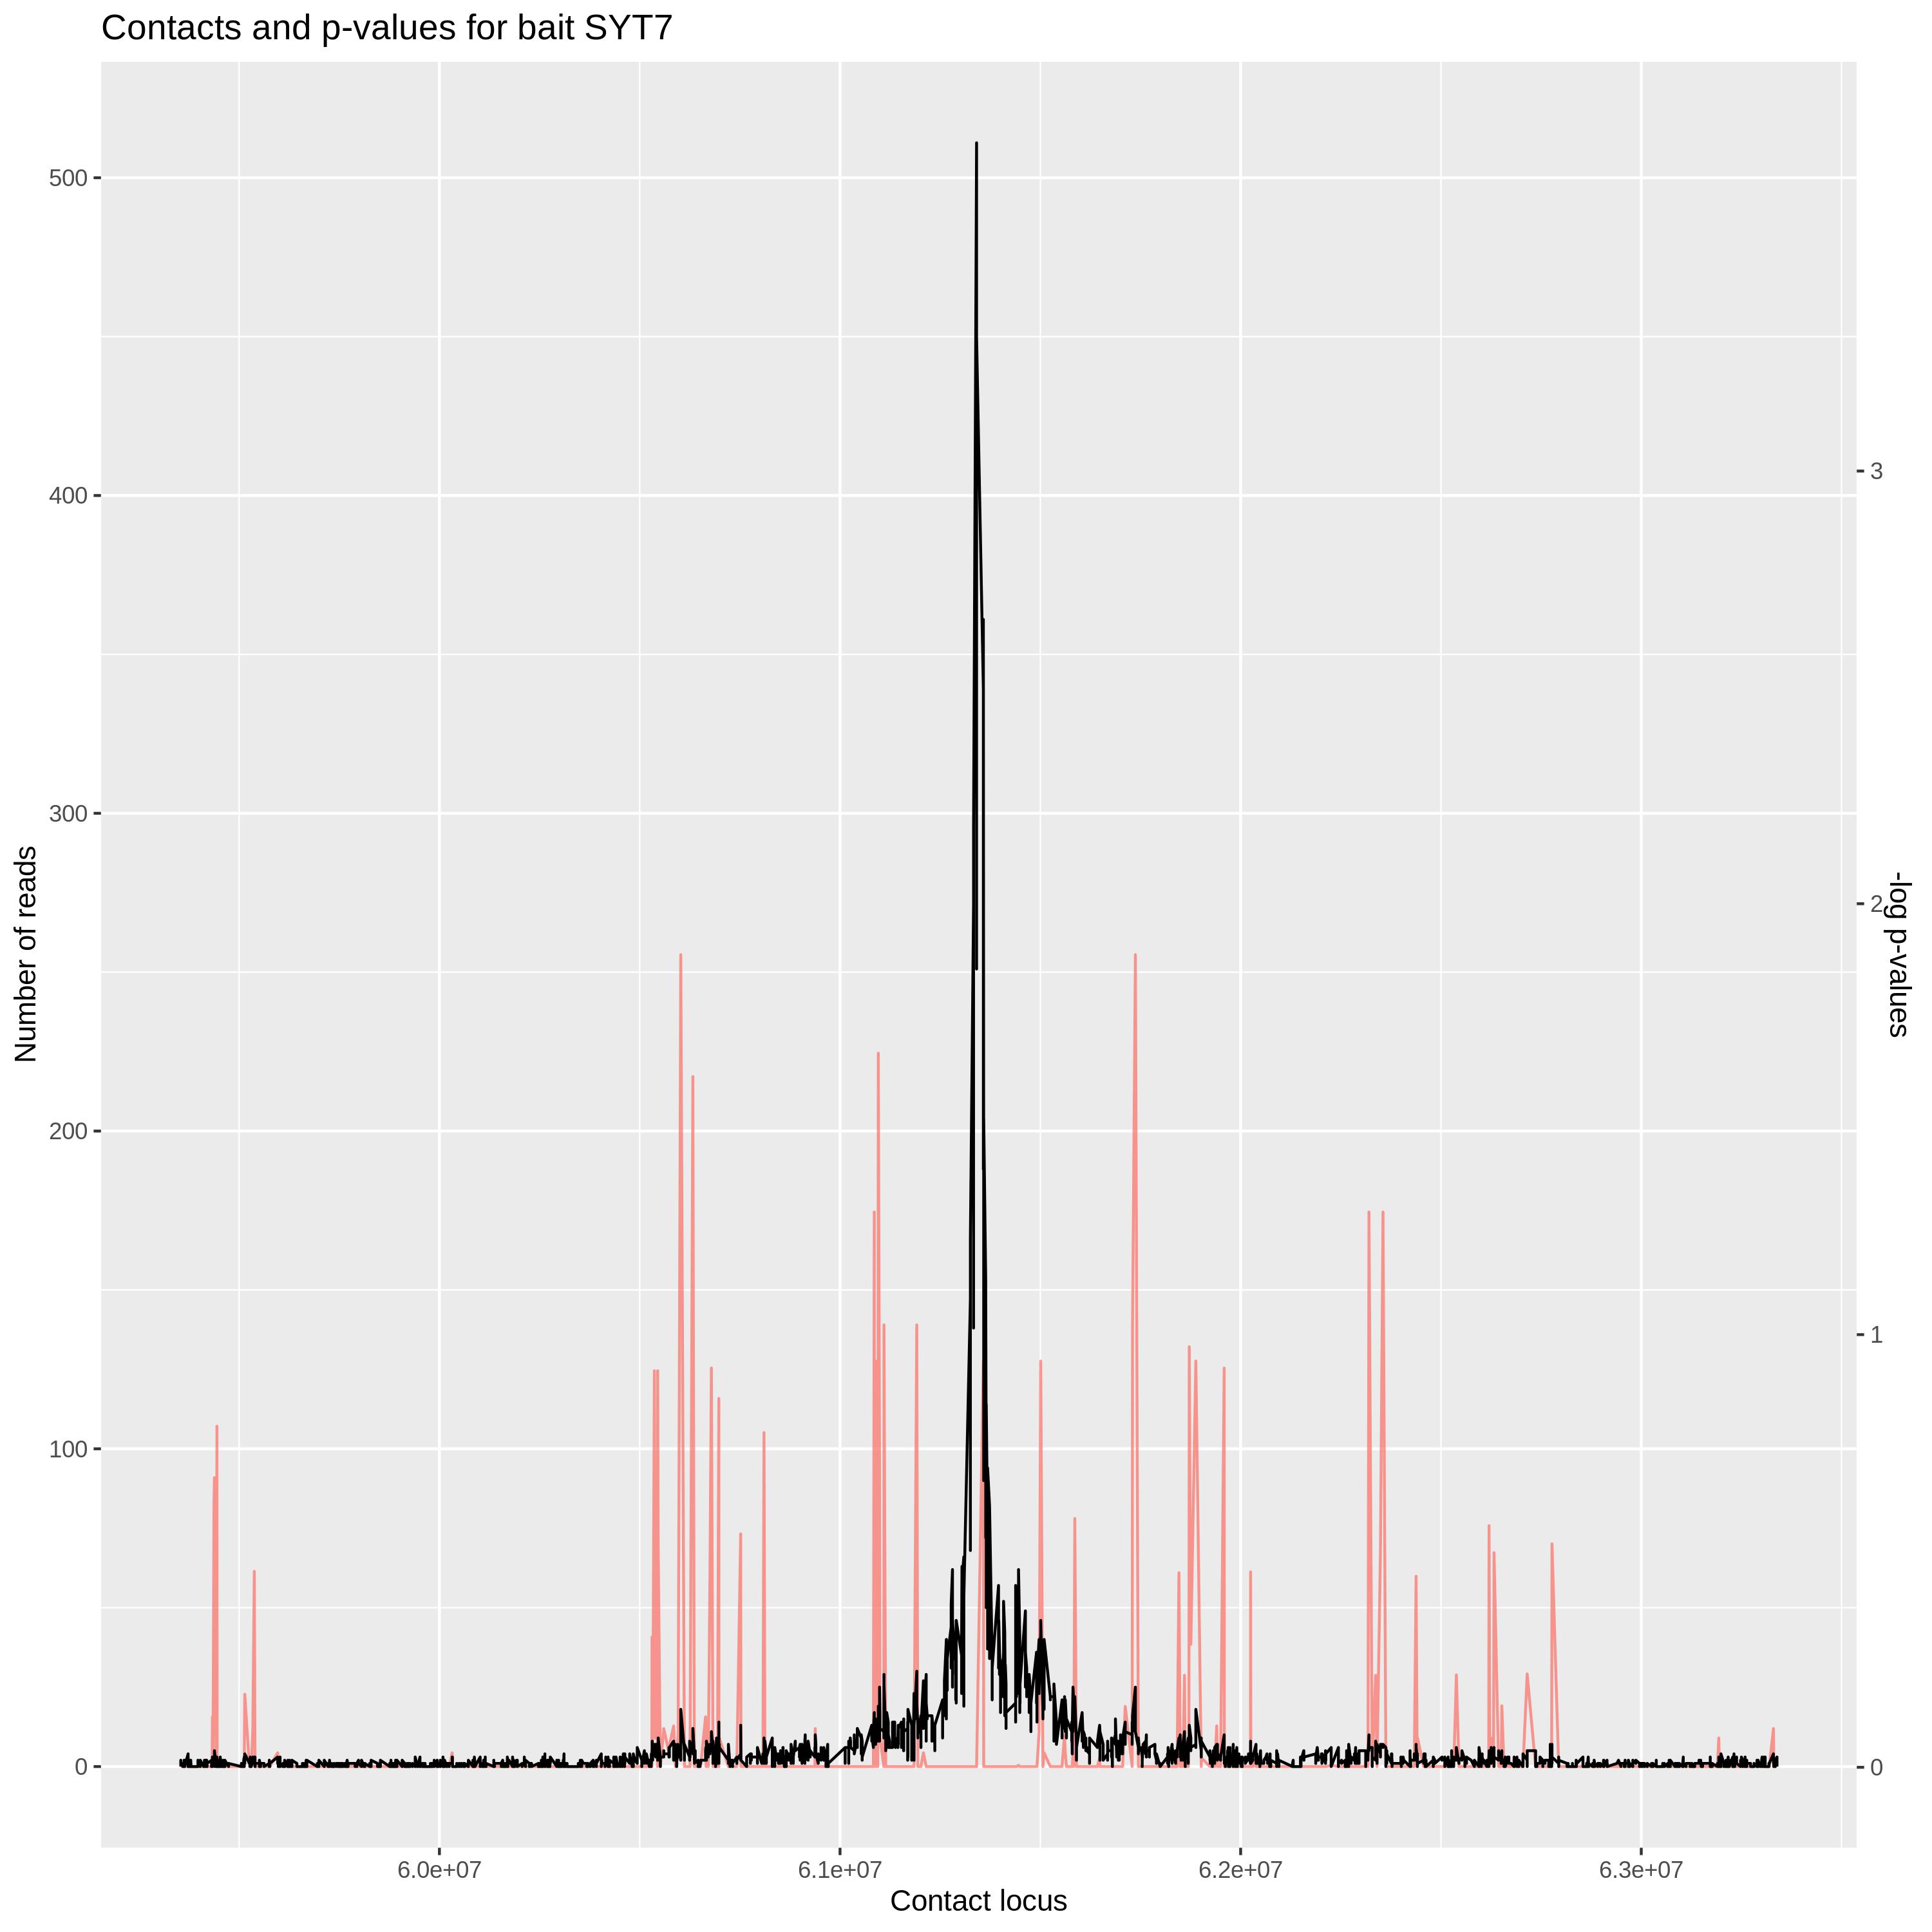 Contacts and p-values for bait SYT7
500
400
300
200
100
0
Number of reads
3
2
1
0
-log p-values
6.0e+07
6.1e+07
6.2e+07
6.3e+07
Contact locus